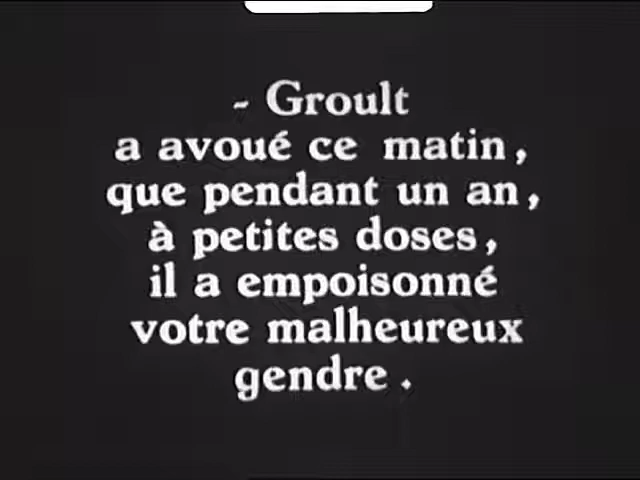 - Groult
a avoué ce matin,
que pendant un an,
à petites doses,
il a empoisonné
votre malheureux
gendre.